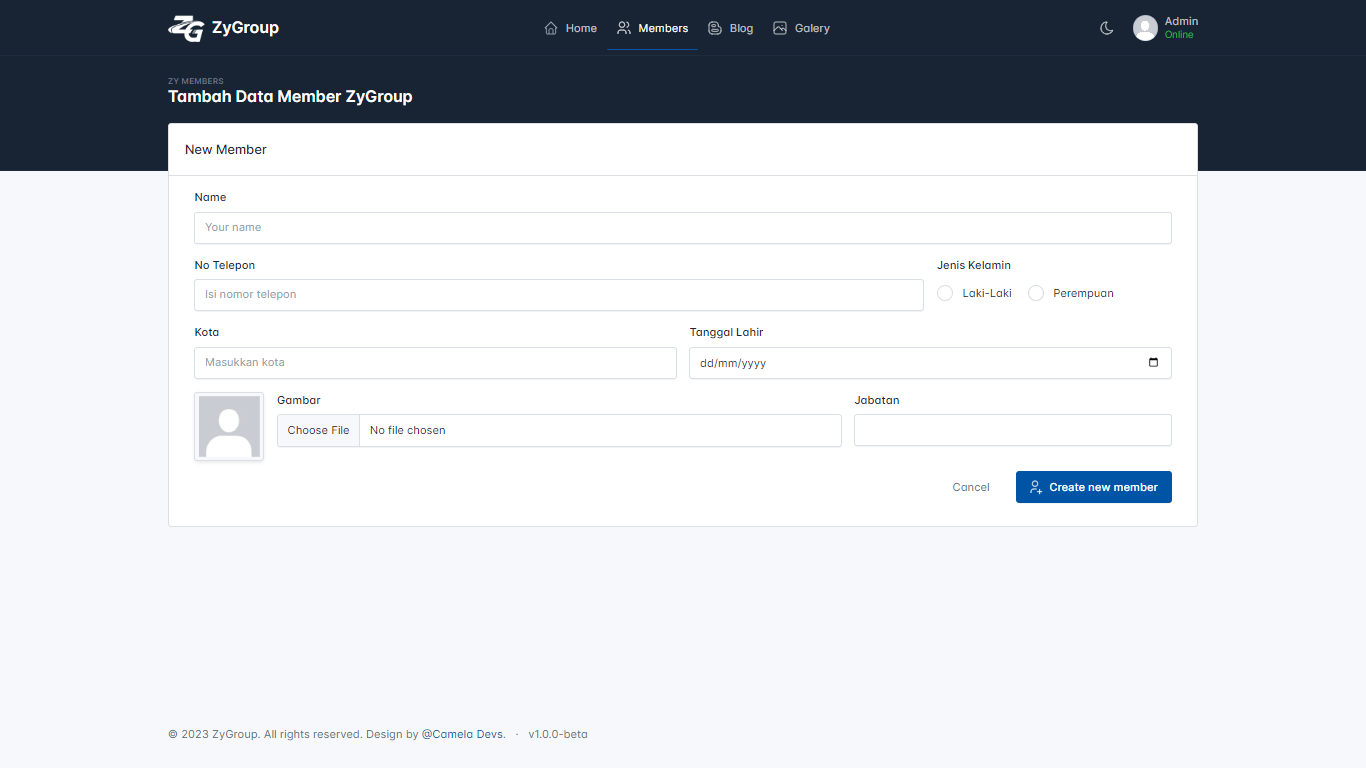 ZyGroup
Home
Members
Blog
Galery
Admin
Online
ZY MEMBERS
Tambah Data Member ZyGroup
New Member
Name
Your name
No Telepon
Jenis Kelamin
Isi nomor telepon
Laki-Laki
Perempuan
Kota
Tanggal Lahir
Masukkan kota
dd/mm/yyyy
Gambar
Jabatan
Choose File
No file chosen
Cancel
Create new member
© 2023 ZyGroup. All rights reserved. Design by @Camela Devs. · v1.0.0-beta